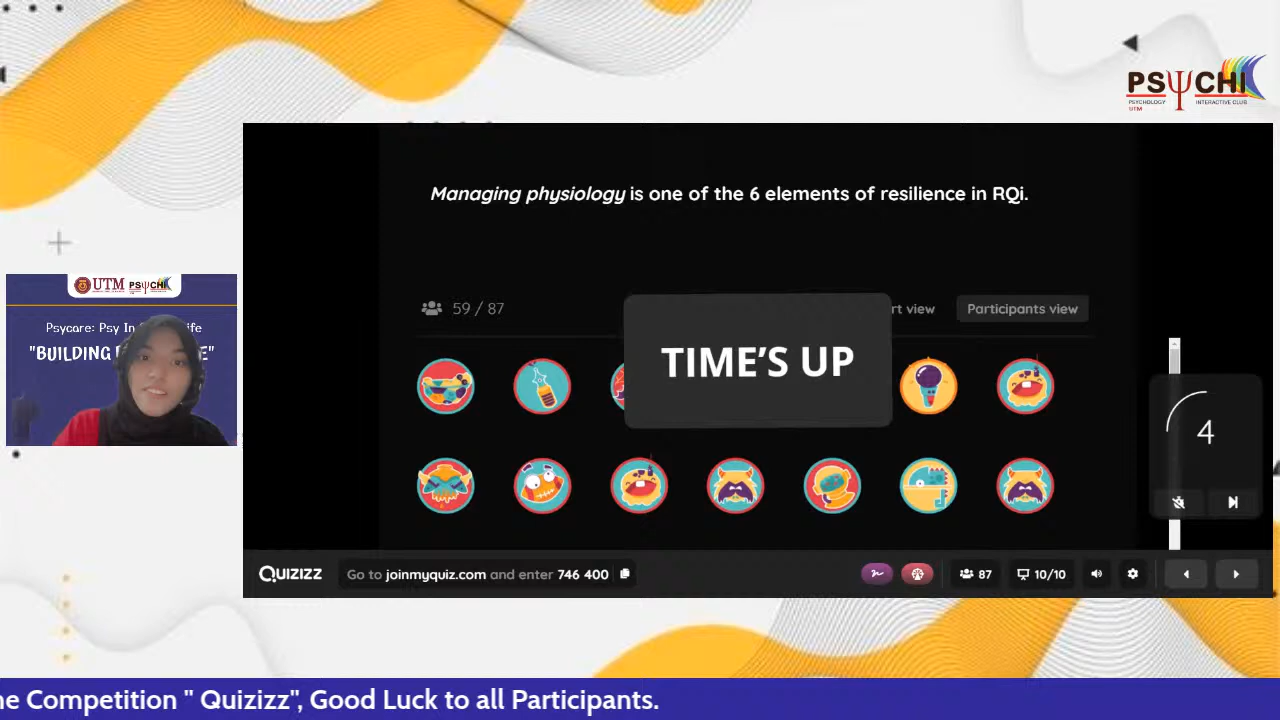 PSYCHI
PSYCHOLOGY INTERACTIVE CLUB
UTM
Managing physiology is one of the 6 elements of resilience in RQi.
59 / 87
rt view
Participants view
TIME'S UP
4
UTM PSYCHI
Psycare: Psy In life
"BUILDING E"
QUIZIZZ
Go to joinmyquiz.com and enter 746 400
87
10/10
he Competition " Quizizz", Good Luck to all Participants.